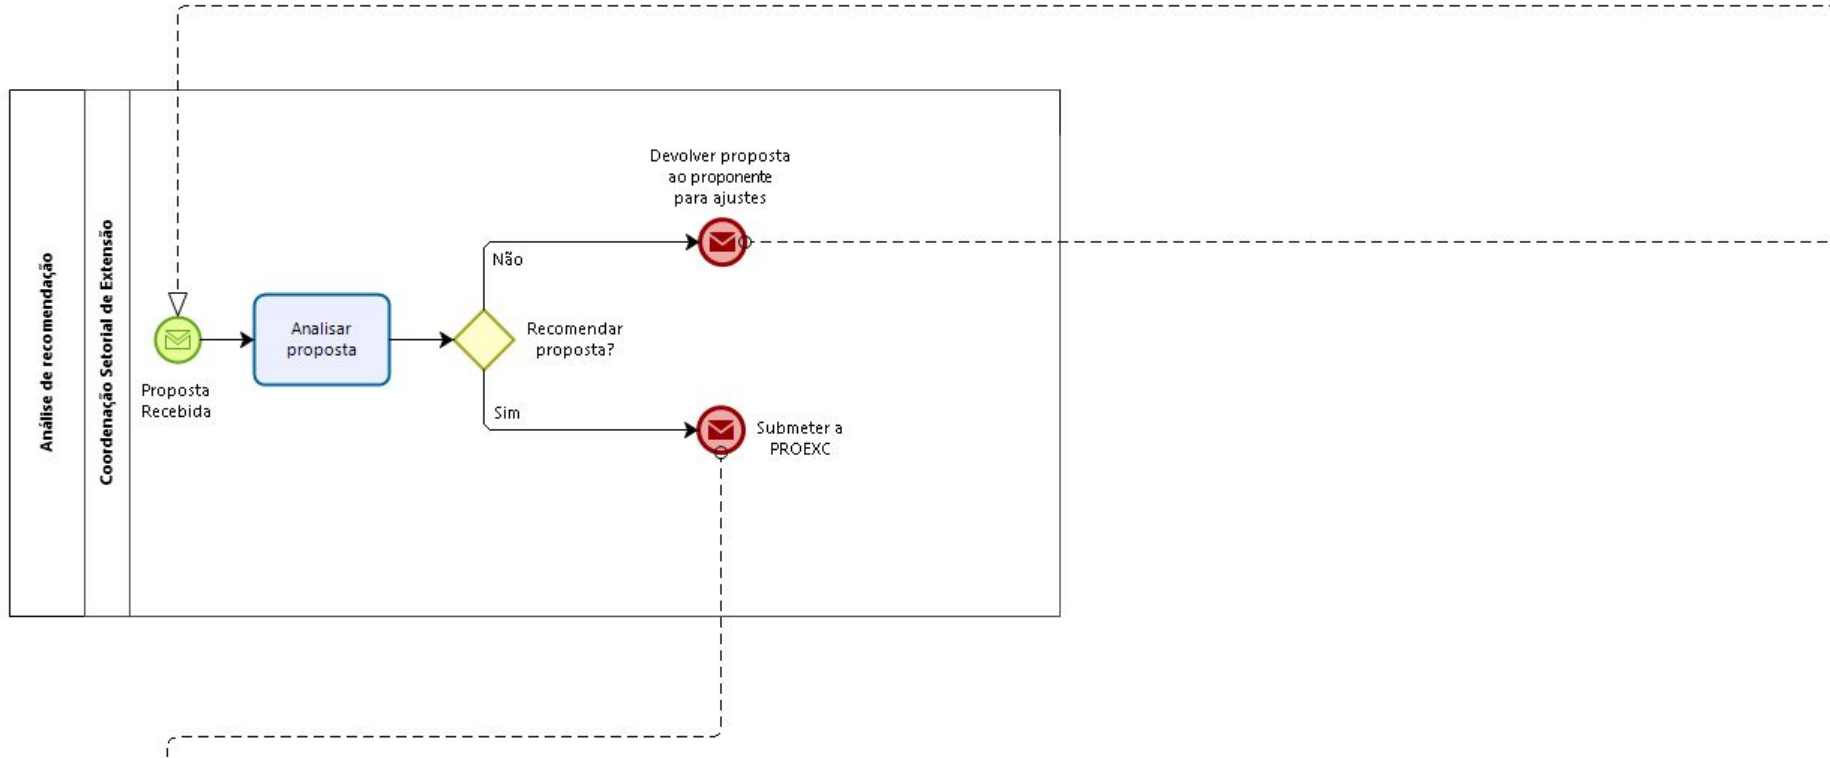 Análise de recomendação
Coordenação Setorial de Extensão
Devolver proposta
ao proponente
para ajustes
Não
Analisar
proposta
Recomendar
proposta?
Proposta
Recebida
Sim
Submeter a
PROEXC